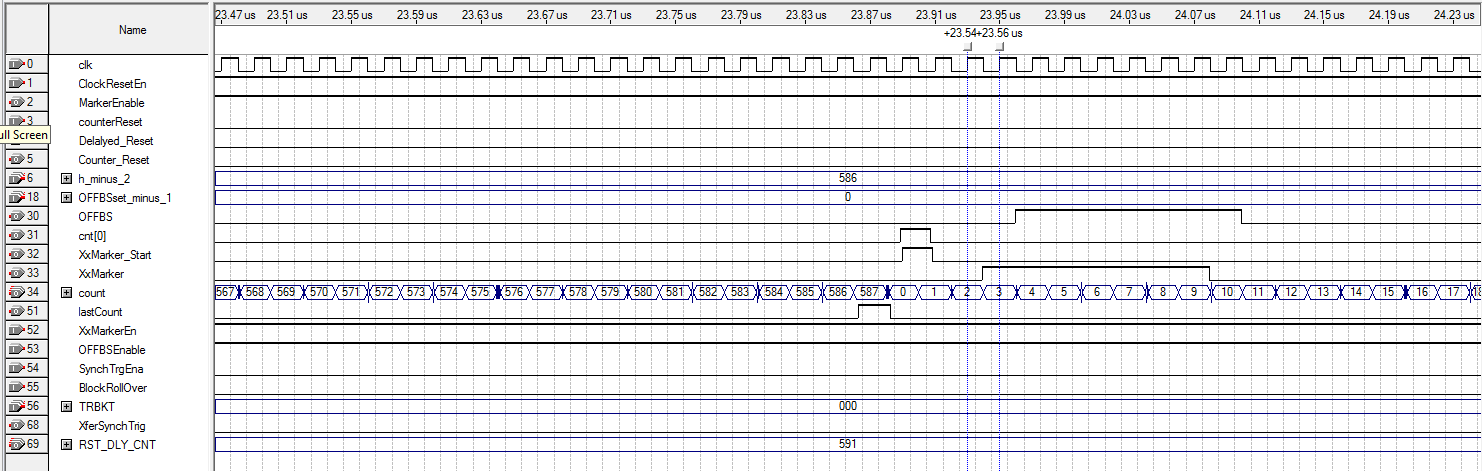 23.47 us 23.51 us 23.55 us 23.59 us 23.63 us 23.67 us 23.71 us 23.75 us 23.79 us 23.83 us 23.87 us 23.91 us 23.95 us 23.99 us 24.03 us 24.07 us 24.11 us 24.15 us 24.19 us 24.23 us
Name
+23.54+23.56 us
0 clk
1 ClockResetEn
2 MarkerEnable
3 counterReset
ull Screen Delalyed_Reset
5 Counter_Reset
6 h_minus_2 586
18 OFFBSset_minus_1 0
30 OFFBS
31 cnt[0]
32 XxMarker_Start
33 XxMarker
34 count 567 568 569 570 571 572 573 574 575 576 577 578 579 580 581 582 583 584 585 586 587 0 1 2 3 4 5 6 7 8 9 10 11 12 13 14 15 16 17
51 lastCount
52 XxMarkerEn
53 OFFBSEnable
54 SynchTrgEna
55 BlockRollOver
56 TRBKT 000
68 XferSynchTrig
69 RST_DLY_CNT 591